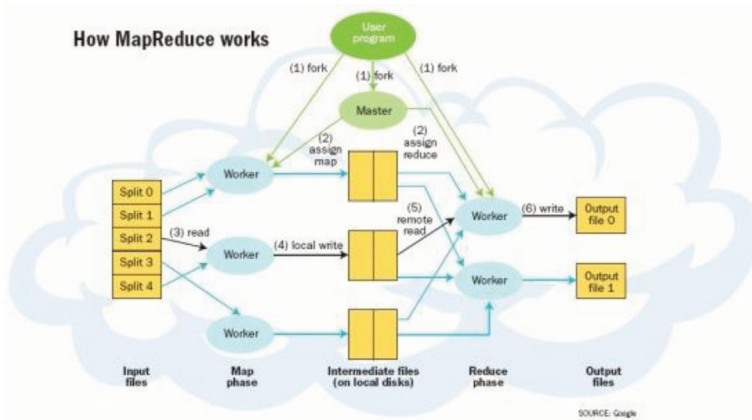 How MapReduce works
User
program
(1) fork
(1) fork
(1) fork
Master
(2)
assign
map
(2)
assign
reduce
Split 0
Split 1
Split 2
Split 3
Split 4
(3) read
Worker
Worker
Worker
(4) local write
(5)
remote
read
Worker
Worker
(6) write
Output
file 0
Output
file 1
Input
files
Map
phase
Intermediate files
(on local disks)
Reduce
phase
Output
files
SOURCE: Google